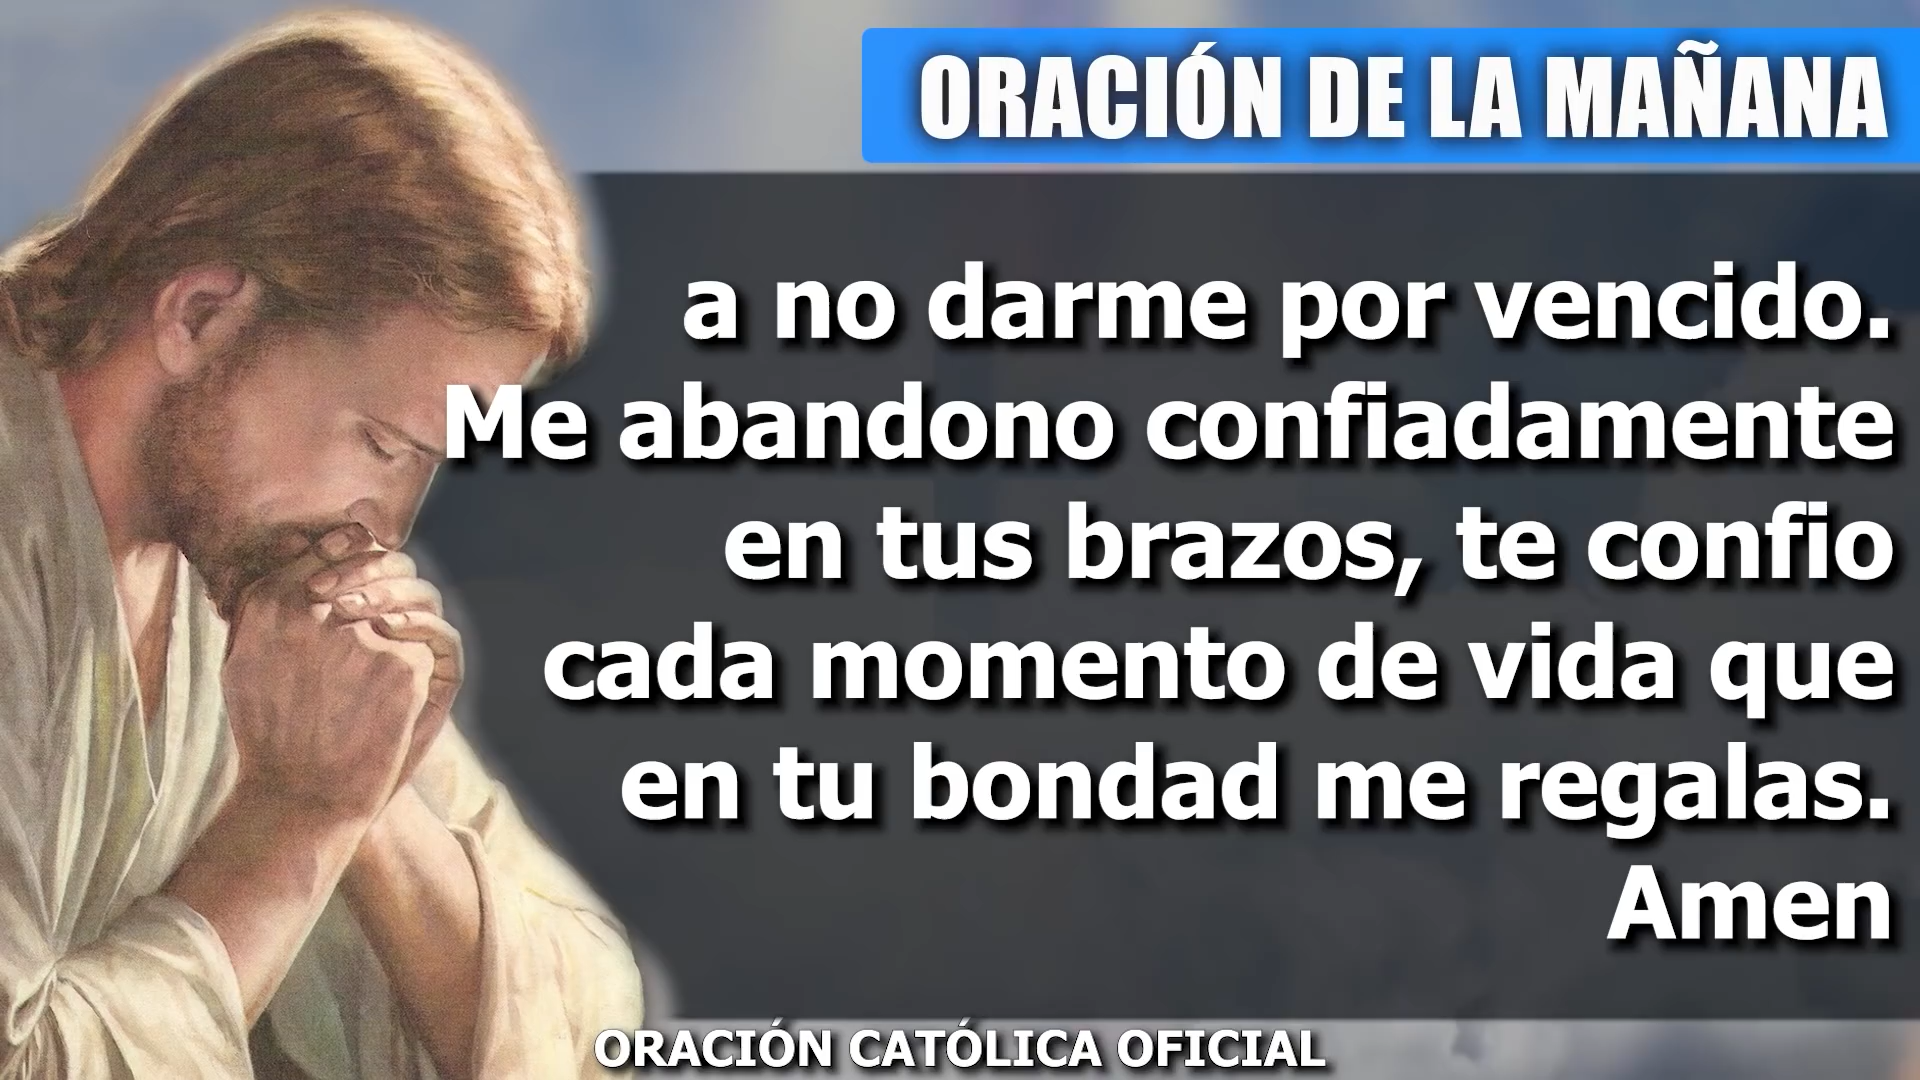 ORACIÓN DE LA MAÑANA
a no darme por vencido.
Me abandono confiadamente
en tus brazos, te confio
cada momento de vida que
en tu bondad me regalas.
Amen
ORACIÓN CATÓLICA OFICIAL